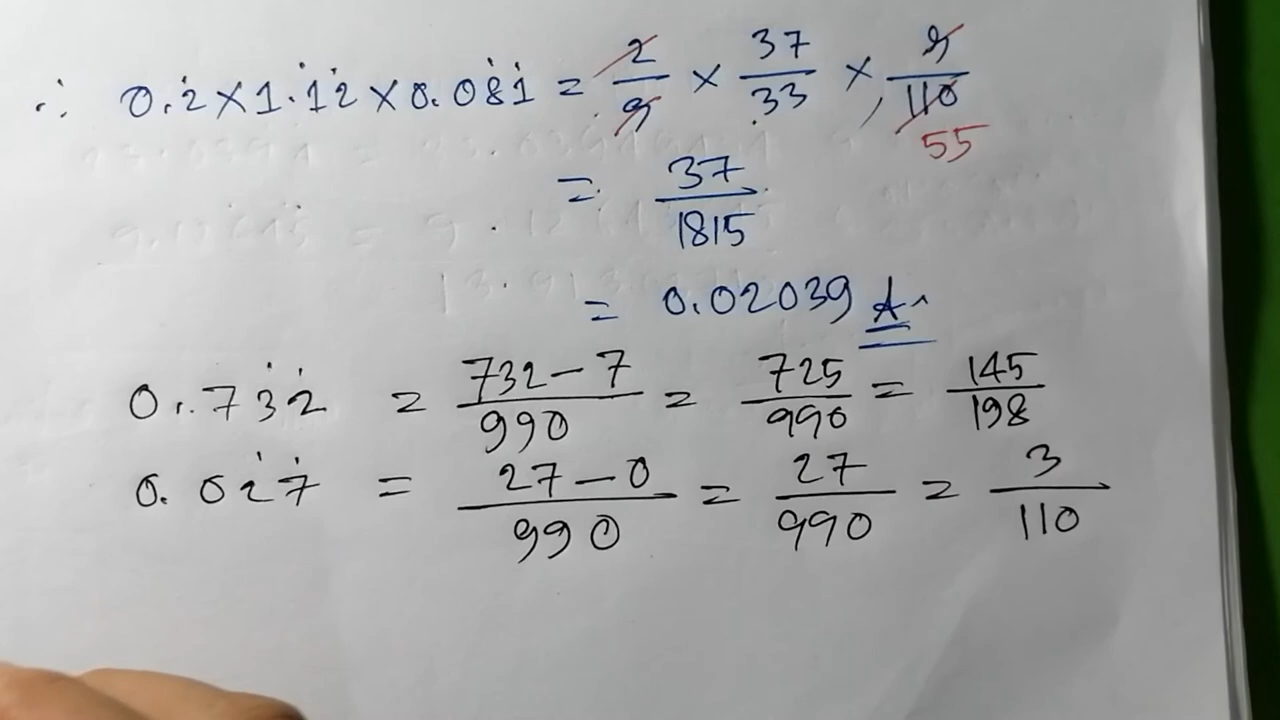 ∴ 0.2̇ × 1.1̇2̇ × 0.08̇1̇ = 2/9 × 37/33 × 9/110 55
= 37/1815
= 0.02039 A
0.73̇2̇ = 732-7/990 = 725/990 = 145/198
0.02̇7̇ = 27-0/990 = 27/990 = 3/110